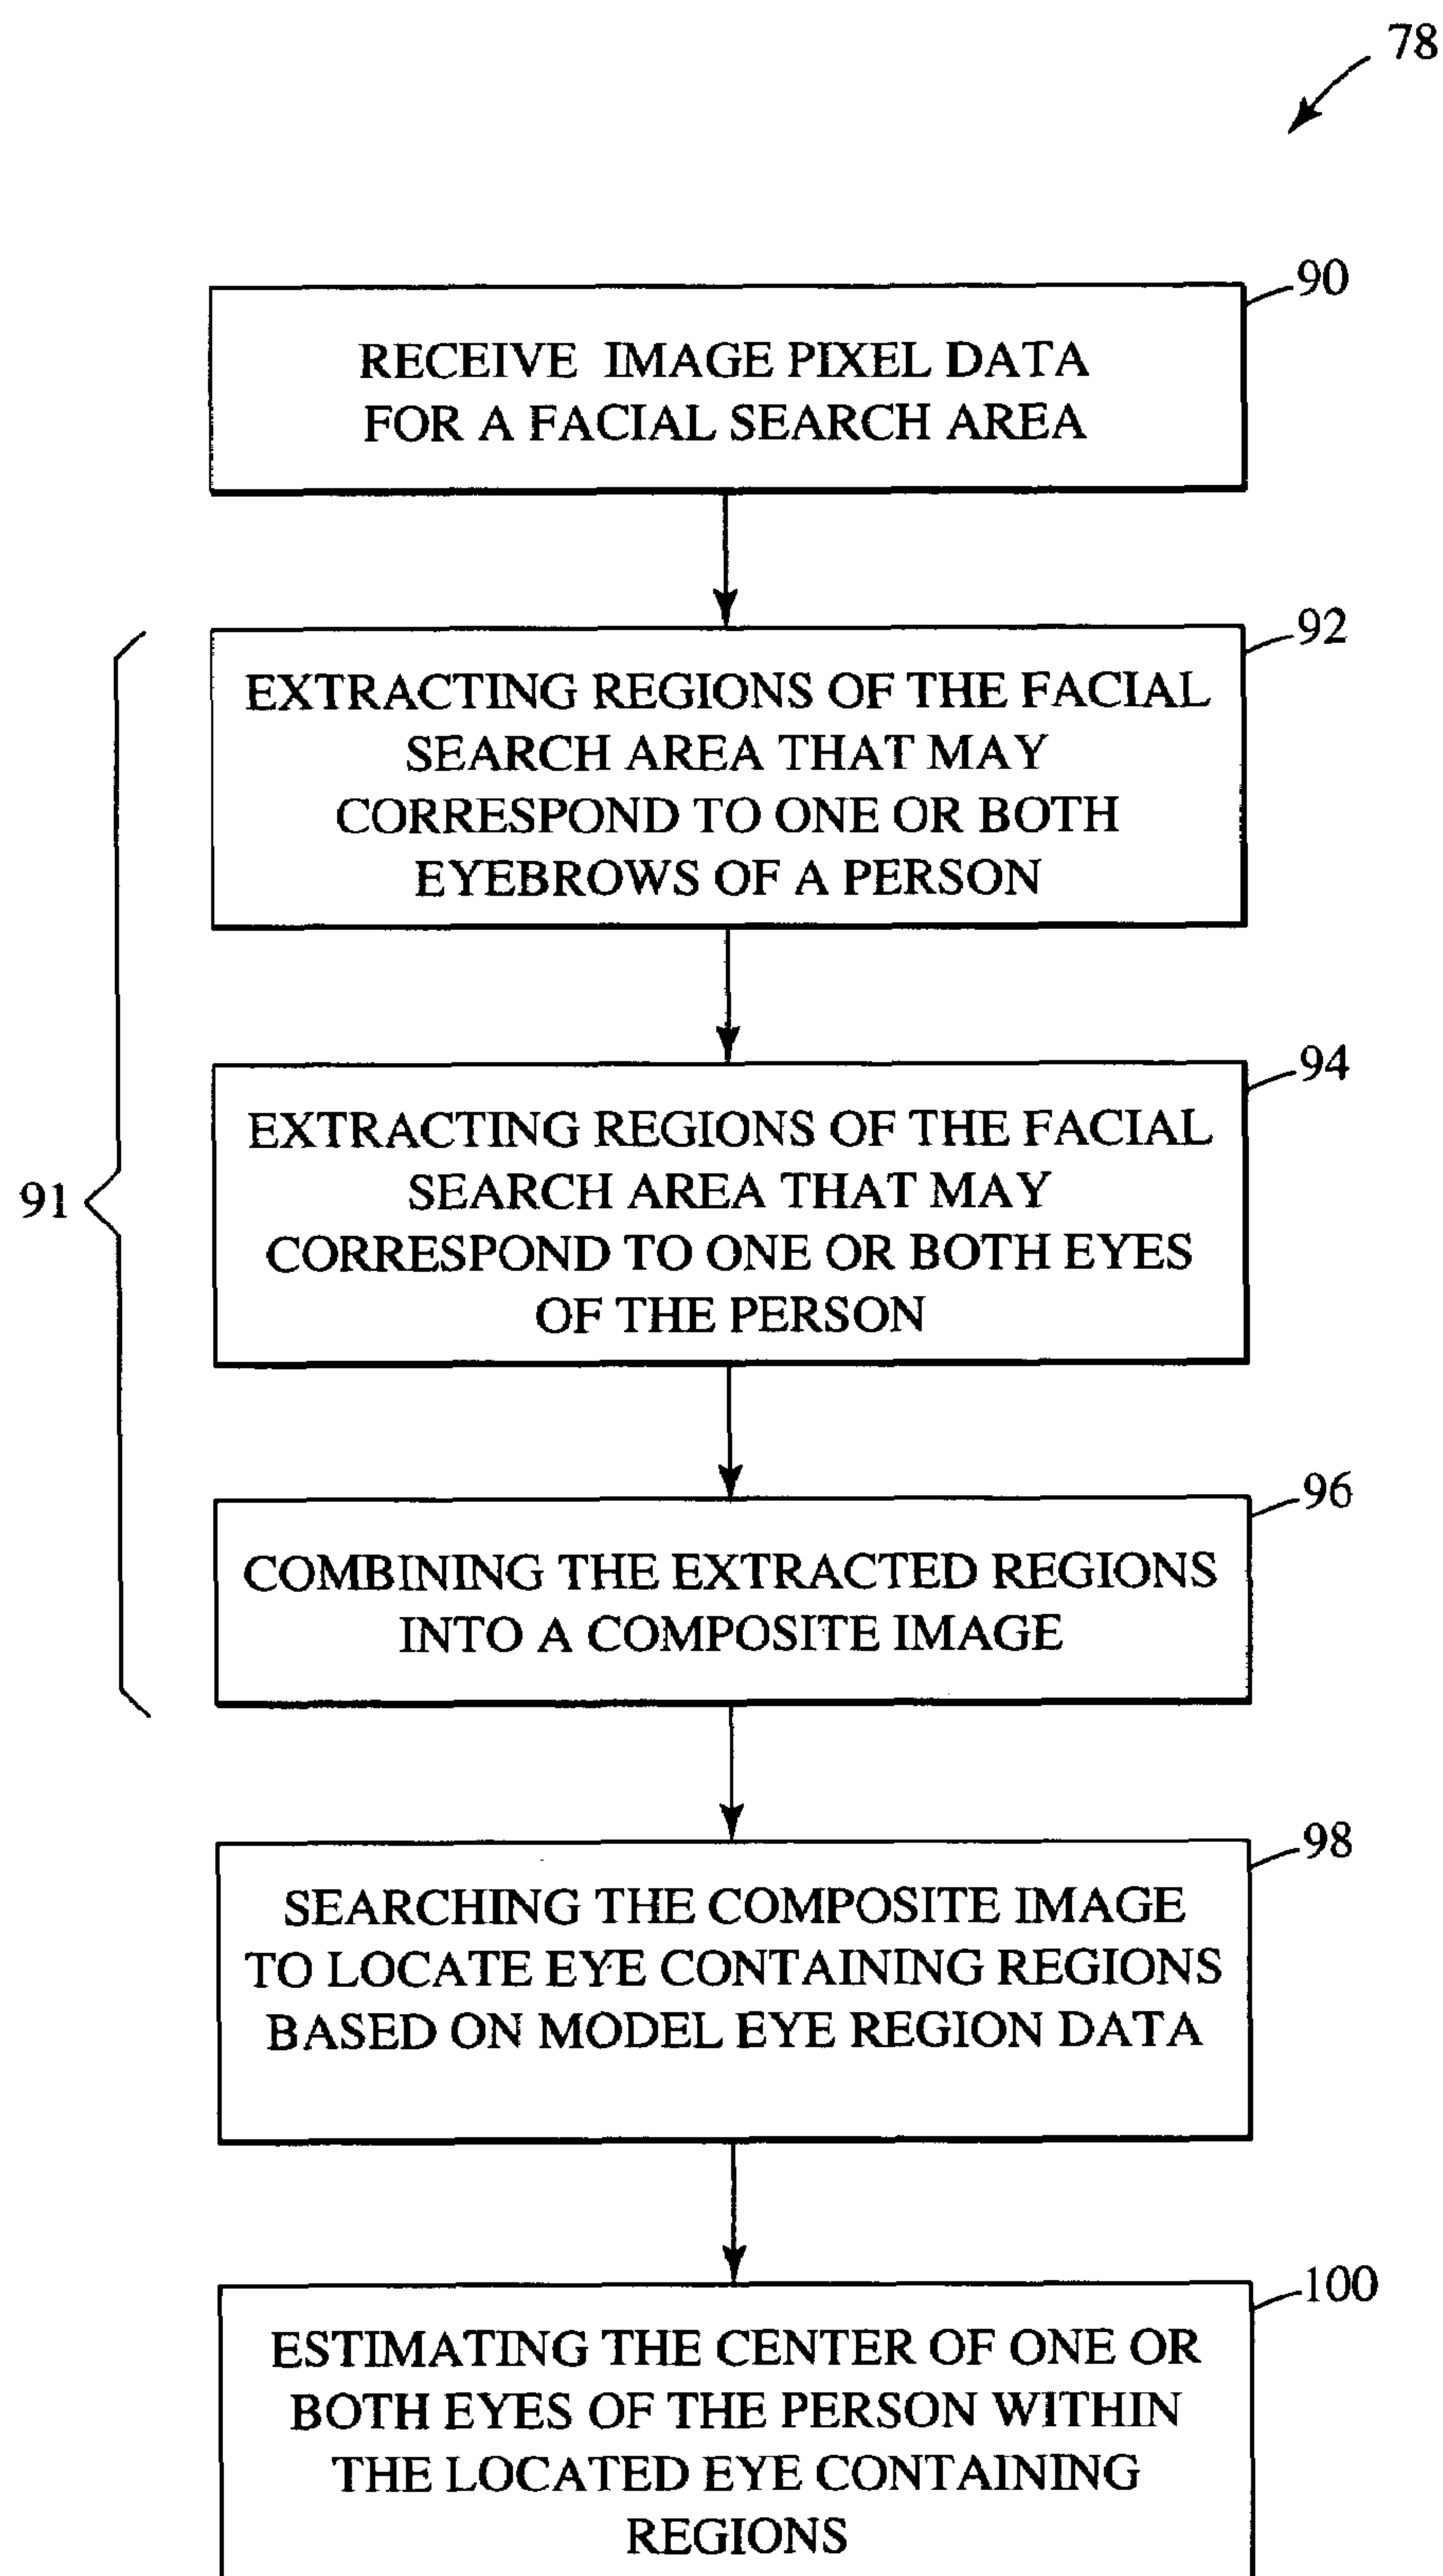 78
90
RECEIVE IMAGE PIXEL DATA
FOR A FACIAL SEARCH AREA
92
EXTRACTING REGIONS OF THE FACIAL
SEARCH AREA THAT MAY
CORRESPOND TO ONE OR BOTH
EYEBROWS OF A PERSON
94
EXTRACTING REGIONS OF THE FACIAL
SEARCH AREA THAT MAY
CORRESPOND TO ONE OR BOTH EYES
OF THE PERSON
91
96
COMBINING THE EXTRACTED REGIONS
INTO A COMPOSITE IMAGE
98
SEARCHING THE COMPOSITE IMAGE
TO LOCATE EYE CONTAINING REGIONS
BASED ON MODEL EYE REGION DATA
100
ESTIMATING THE CENTER OF ONE OR
BOTH EYES OF THE PERSON WITHIN
THE LOCATED EYE CONTAINING
REGIONS